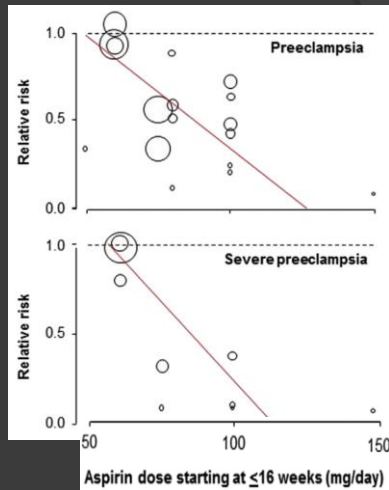 1.0
Preeclampsia
Relative risk
0.5
0.0
1.0
Severe preeclampsia
Relative risk
0.5
0.0
50
100
150
Aspirin dose starting at ≤16 weeks (mg/day)